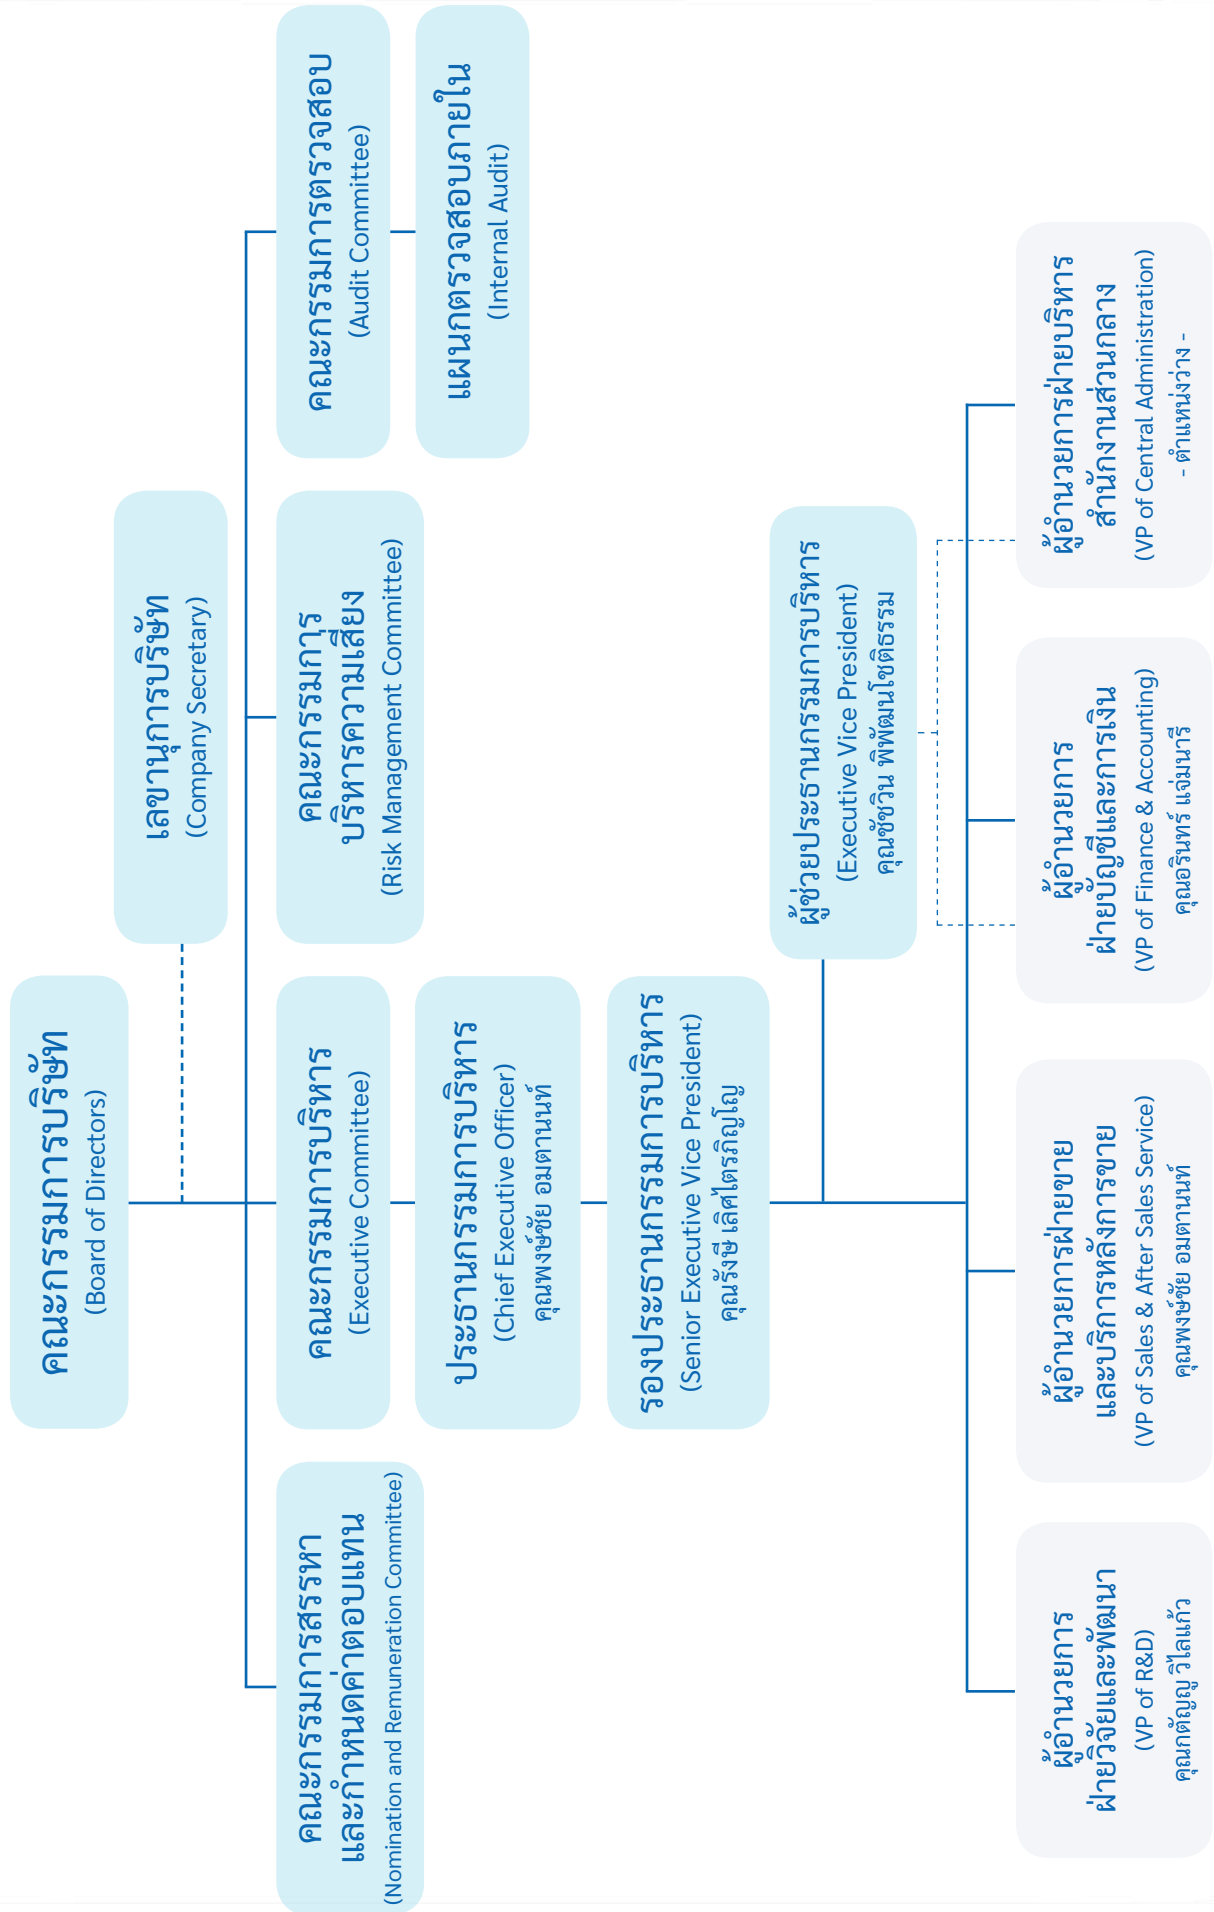 คณะกรรมการบริษัท
(Board of Directors)
เลขานุการบริษัท
(Company Secretary)
คณะกรรมการสรรหา
และกำหนดค่าตอบแทน
(Nomination and Remuneration Committee)
คณะกรรมการบริหาร
(Executive Committee)
คณะกรรมการ
บริหารความเสี่ยง
(Risk Management Committee)
คณะกรรมการตรวจสอบ
(Audit Committee)
ประธานกรรมการบริหาร
(Chief Executive Officer)
คุณพงษ์ชัย อมตานนท์
แผนกตรวจสอบภายใน
(Internal Audit)
รองประธานกรรมการบริหาร
(Senior Executive Vice President)
คุณรังษี เลิศไตรภิญโญ
ผู้ช่วยประธานกรรมการบริหาร
(Executive Vice President)
คุณชัชวิน พิพัฒนโชติธรรม
ผู้อำนวยการ
ฝ่ายวิจัยและพัฒนา
(VP of R&D)
คุณกตัญญู วิไลแก้ว
ผู้อำนวยการฝ่ายขาย
และบริการหลังการขาย
(VP of Sales & After Sales Service)
คุณพงษ์ชัย อมตานนท์
ผู้อำนวยการ
ฝ่ายบัญชีและการเงิน
(VP of Finance & Accounting)
คุณอรินทร์ แจ่มนารี
ผู้อำนวยการฝ่ายบริหาร
สำนักงานส่วนกลาง
(VP of Central Administration)
- ตำแหน่งว่าง -